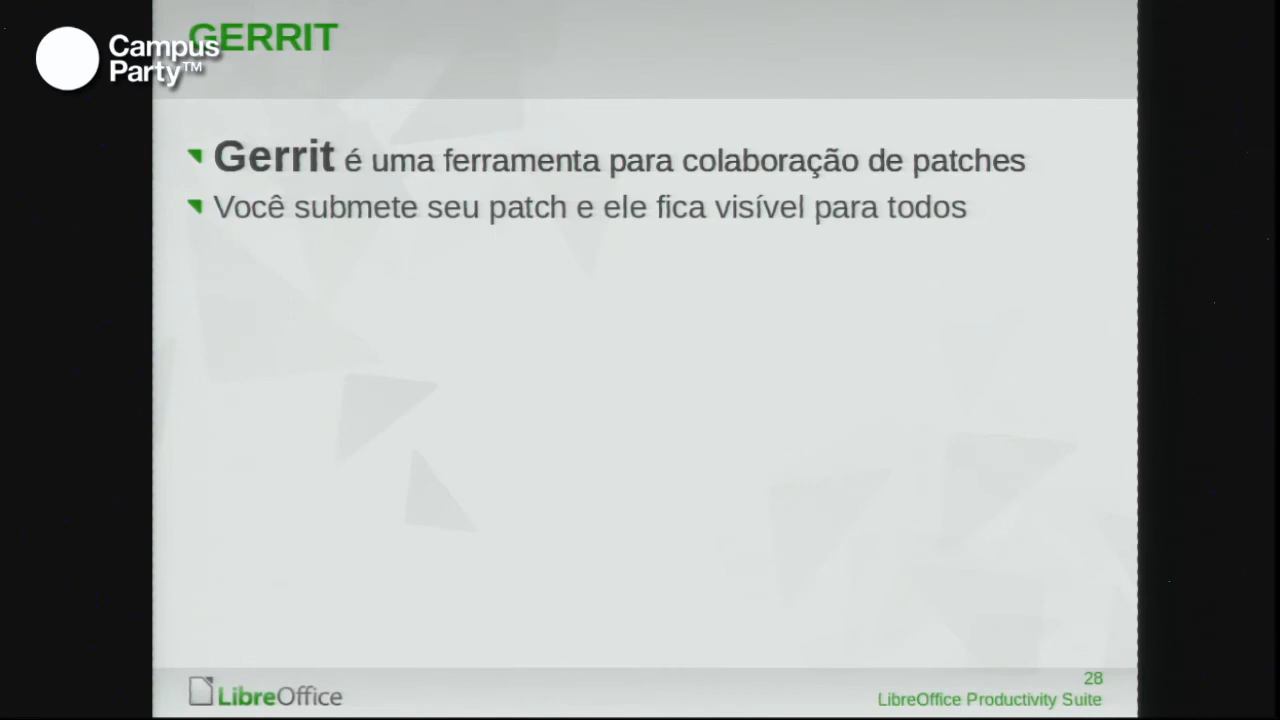 GERRIT
Campus
Party™
Gerrit é uma ferramenta para colaboração de patches
Você submete seu patch e ele fica visível para todos
LibreOffice
28
LibreOffice Productivity Suite